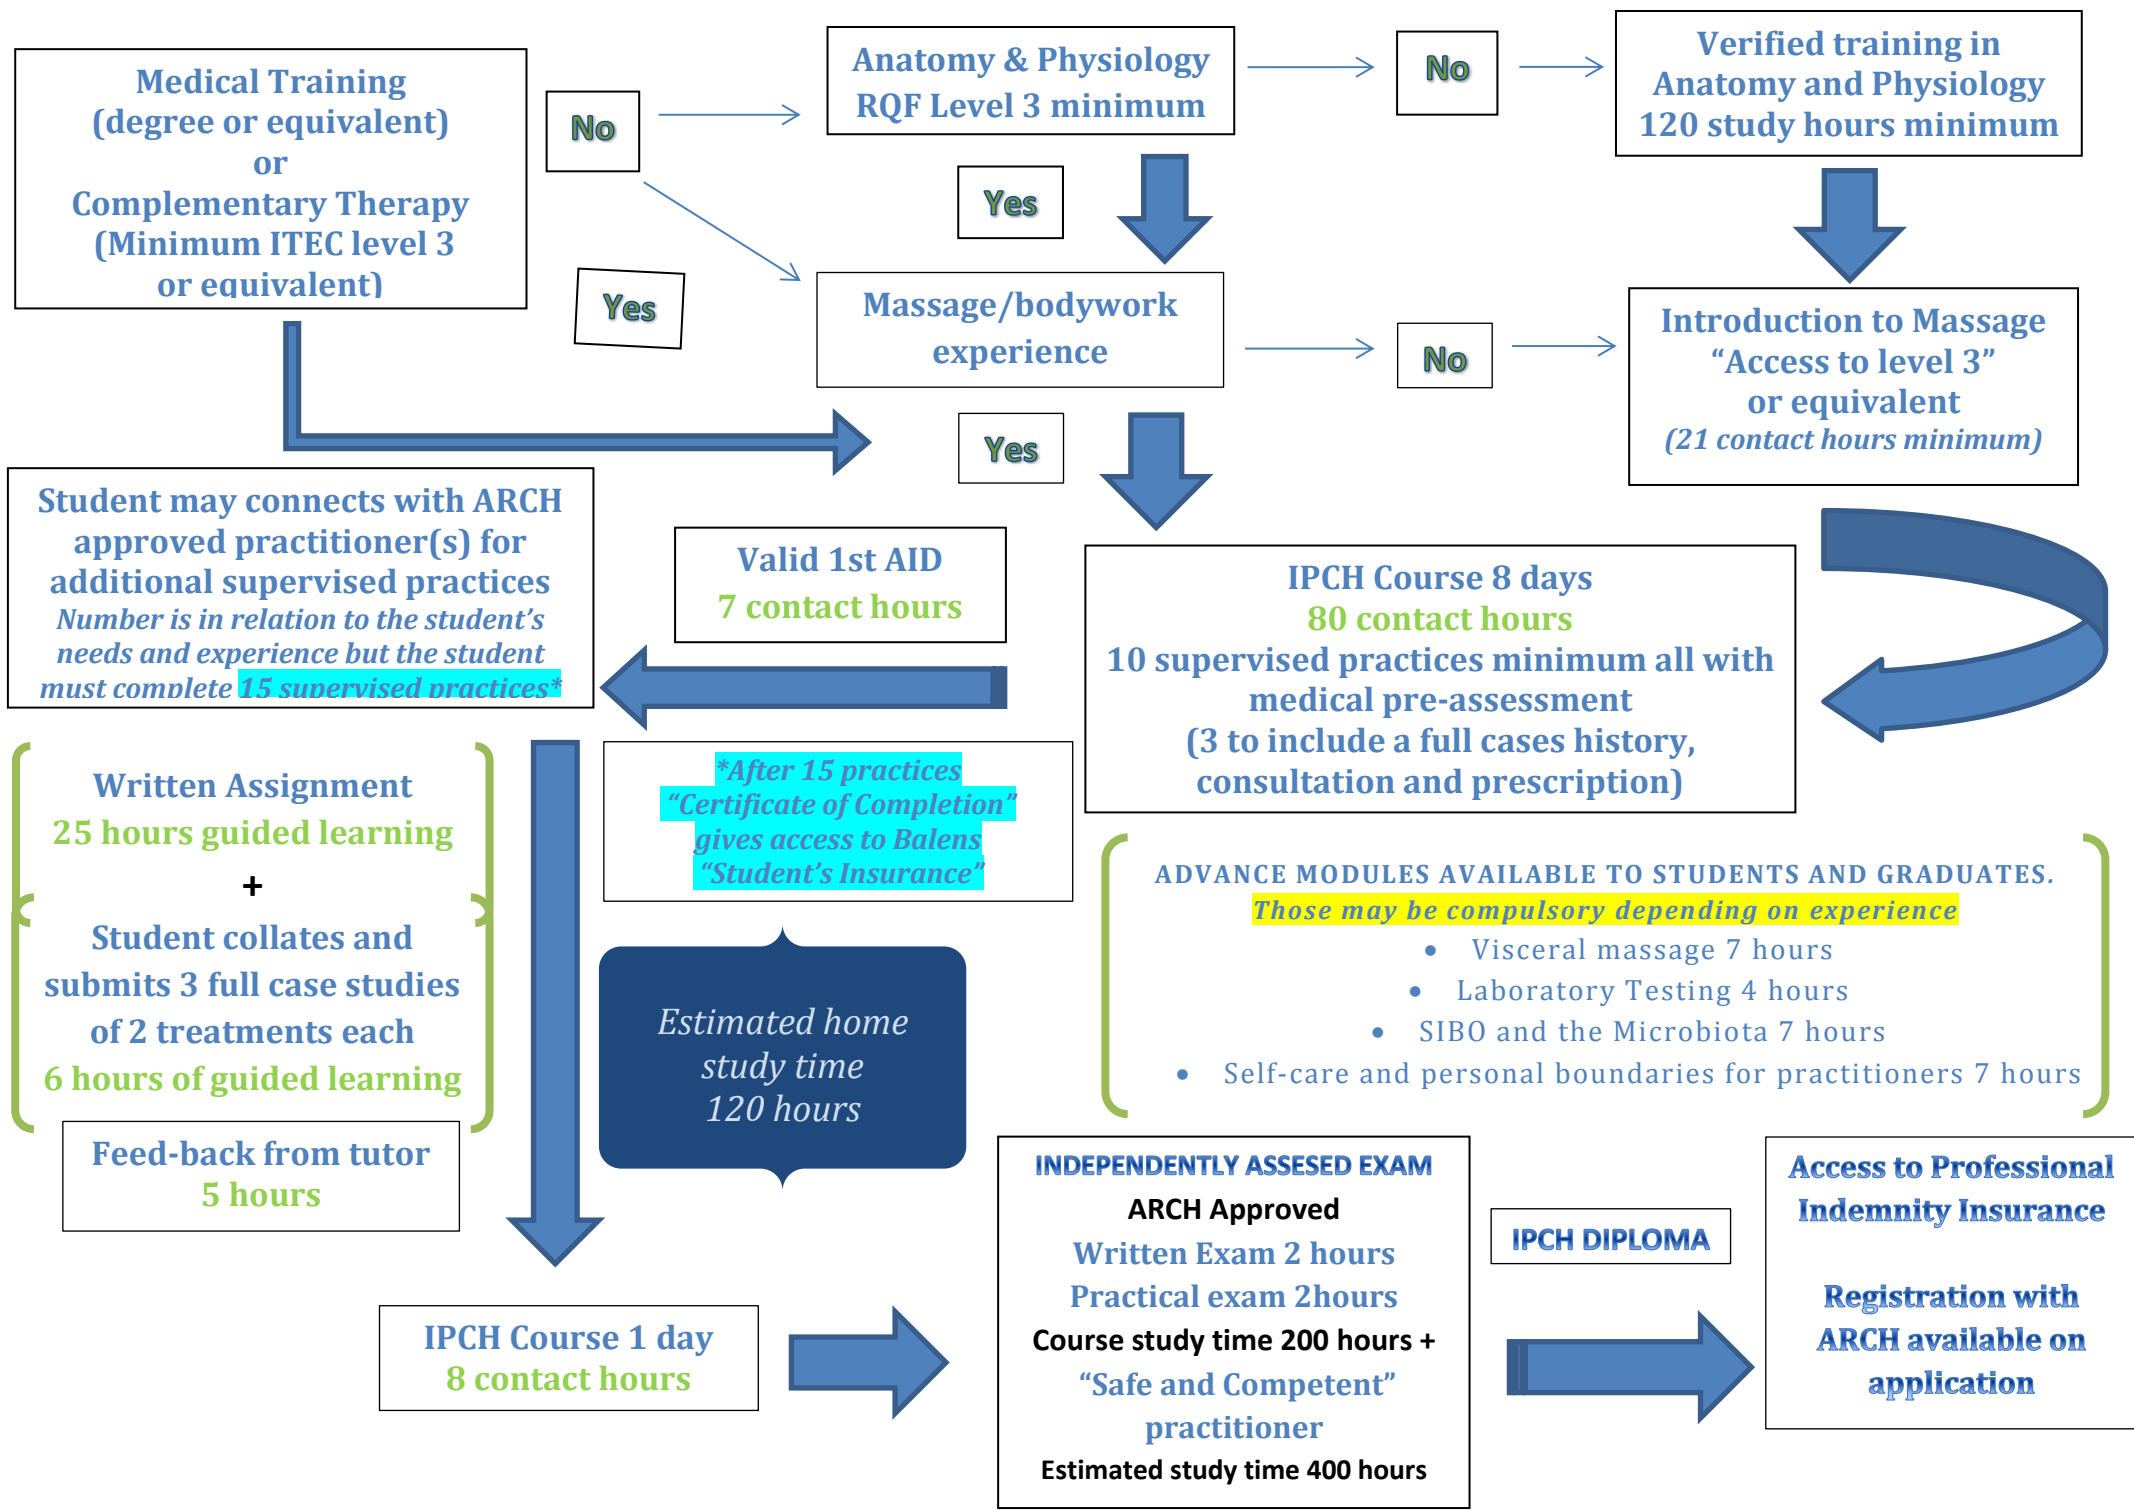 Medical Training
(degree or equivalent)
or
Complementary Therapy
(Minimum ITEC level 3
or equivalent)
No
Yes
Anatomy & Physiology
RQF Level 3 minimum
No
Verified training in
Anatomy and Physiology
120 study hours minimum
Yes
Massage/bodywork
experience
No
Introduction to Massage
“Access to level 3”
or equivalent
(21 contact hours minimum)
Yes
Student may connects with ARCH
approved practitioner(s) for
additional supervised practices
Number is in relation to the student’s
needs and experience but the student
must complete 15 supervised practices*
Valid 1st AID
7 contact hours
IPCH Course 8 days
80 contact hours
10 supervised practices minimum all with
medical pre-assessment
(3 to include a full cases history,
consultation and prescription)
*After 15 practices
“Certificate of Completion”
gives access to Balens
“Student’s Insurance”
Written Assignment
25 hours guided learning
+
Student collates and
submits 3 full case studies
of 2 treatments each
6 hours of guided learning
Feed-back from tutor
5 hours
Estimated home
study time
120 hours
ADVANCE MODULES AVAILABLE TO STUDENTS AND GRADUATES.
Those may be compulsory depending on experience
• Visceral massage 7 hours
• Laboratory Testing 4 hours
• SIBO and the Microbiota 7 hours
• Self-care and personal boundaries for practitioners 7 hours
IPCH Course 1 day
8 contact hours
INDEPENDENTLY ASSESED EXAM
ARCH Approved
Written Exam 2 hours
Practical exam 2hours
Course study time 200 hours +
“Safe and Competent”
practitioner
Estimated study time 400 hours
IPCH DIPLOMA
Access to Professional
Indemnity Insurance
Registration with
ARCH available on
application